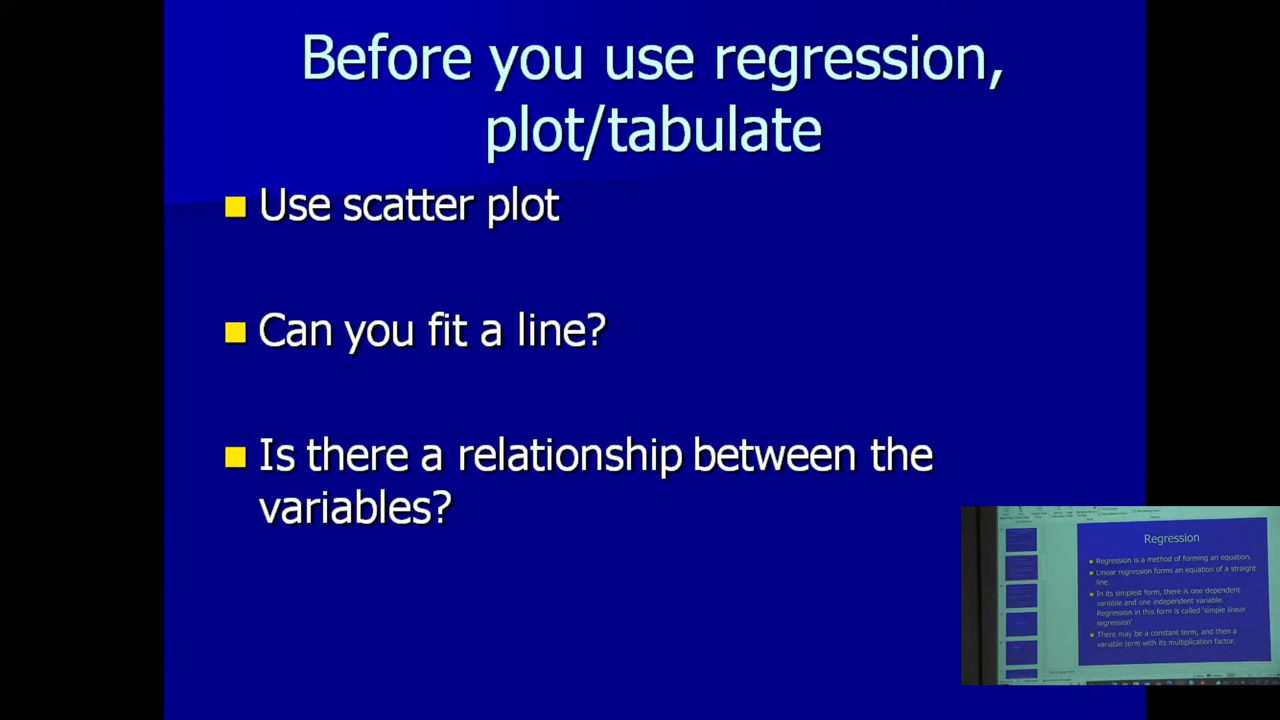 Before you use regression,
plot/tabulate
Use scatter plot
Can you fit a line?
Is there a relationship between the
variables?
Regression
Regression is a method of forming an equation.
Linear regression forms an equation of a straight
line.
In its simplest form, there is one dependent
variable and one independent variable.
Regression in this form is called 'simple linear
regression'
There may be a constant term, and then a
variable term with its multiplication factor.